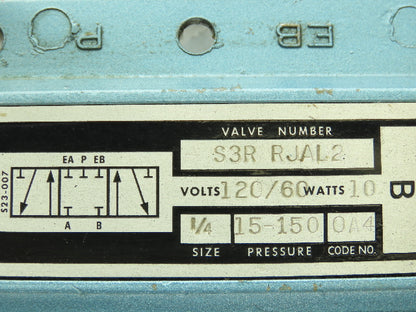 P EB
VALVE NUMBER
S3R RJAL2
EA P EB
VOLTS 120/60 WATTS 10
A B
S23-007
1/4 15-150 0A4
SIZE PRESSURE CODE NO.
B